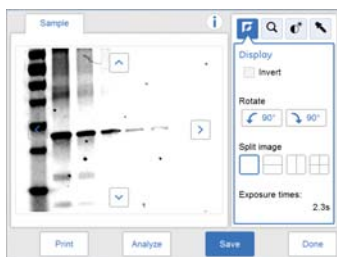 Sample
i
Display
Invert
Rotate
90° 90°
Split image
Exposure times:
2.3s
Print Analyze Save Done